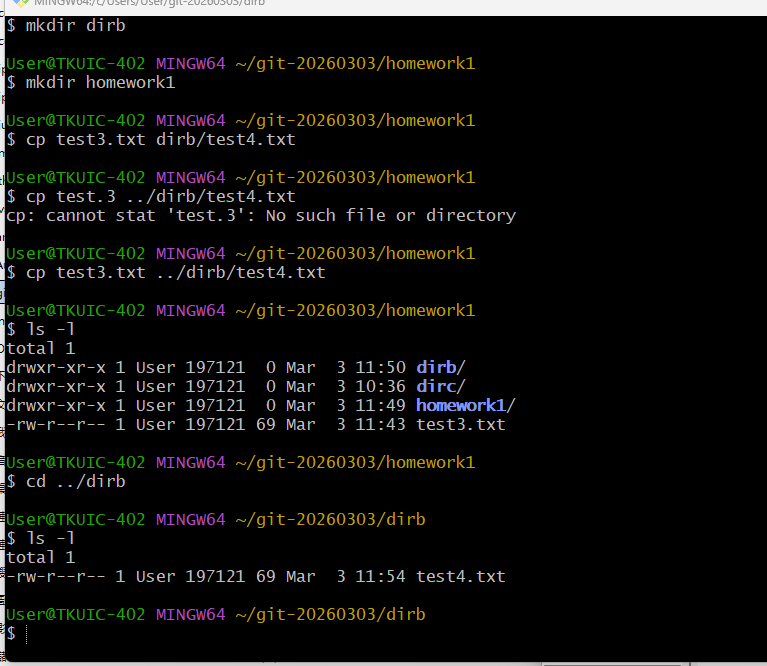 MINGW64:/c/Users/User/git-20260303/dirb
$ mkdir dirb
User@TKUIC-402 MINGW64 ~/git-20260303/homework1
$ mkdir homework1
User@TKUIC-402 MINGW64 ~/git-20260303/homework1
$ cp test3.txt dirb/test4.txt
User@TKUIC-402 MINGW64 ~/git-20260303/homework1
$ cp test.3 ../dirb/test4.txt
cp: cannot stat 'test.3': No such file or directory
User@TKUIC-402 MINGW64 ~/git-20260303/homework1
$ cp test3.txt ../dirb/test4.txt
User@TKUIC-402 MINGW64 ~/git-20260303/homework1
$ ls -l
total 1
drwxr-xr-x 1 User 197121  0 Mar  3 11:50 dirb/
drwxr-xr-x 1 User 197121  0 Mar  3 10:36 dirc/
drwxr-xr-x 1 User 197121  0 Mar  3 11:49 homework1/
-rw-r--r-- 1 User 197121 69 Mar  3 11:43 test3.txt
User@TKUIC-402 MINGW64 ~/git-20260303/homework1
$ cd ../dirb
User@TKUIC-402 MINGW64 ~/git-20260303/dirb
$ ls -l
total 1
-rw-r--r-- 1 User 197121 69 Mar  3 11:54 test4.txt
User@TKUIC-402 MINGW64 ~/git-20260303/dirb
$